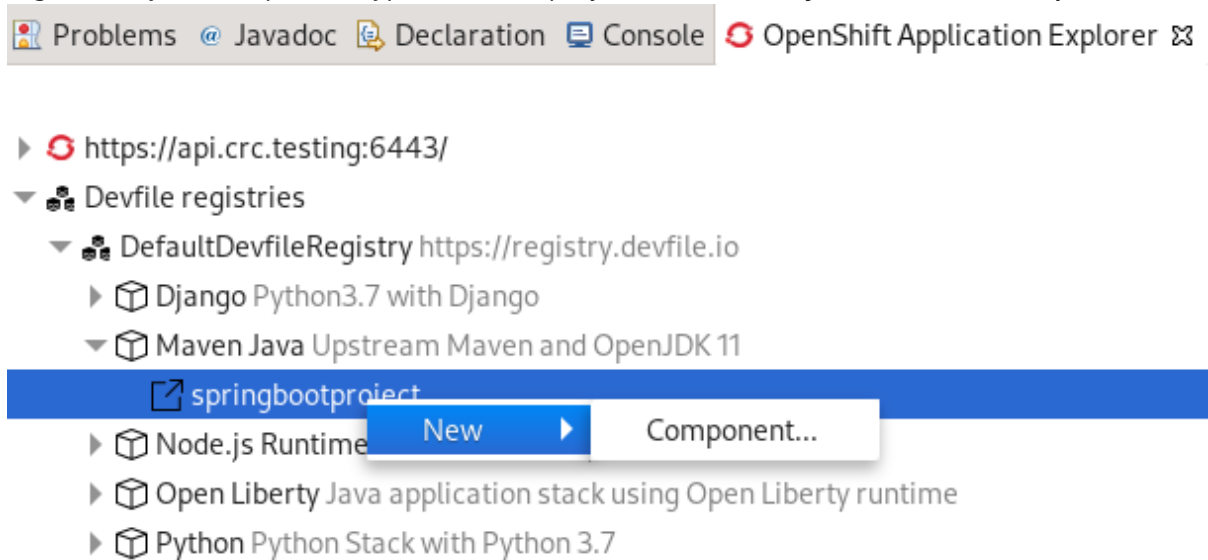 Problems @ Javadoc Declaration Console OpenShift Application Explorer
https://api.crc.testing:6443/
Devfile registries
DefaultDevfileRegistry https://registry.devfile.io
Django Python3.7 with Django
Maven Java Upstream Maven and OpenJDK 11
springbootproject
New Component...
Node.js Runtime
Open Liberty Java application stack using Open Liberty runtime
Python Python Stack with Python 3.7